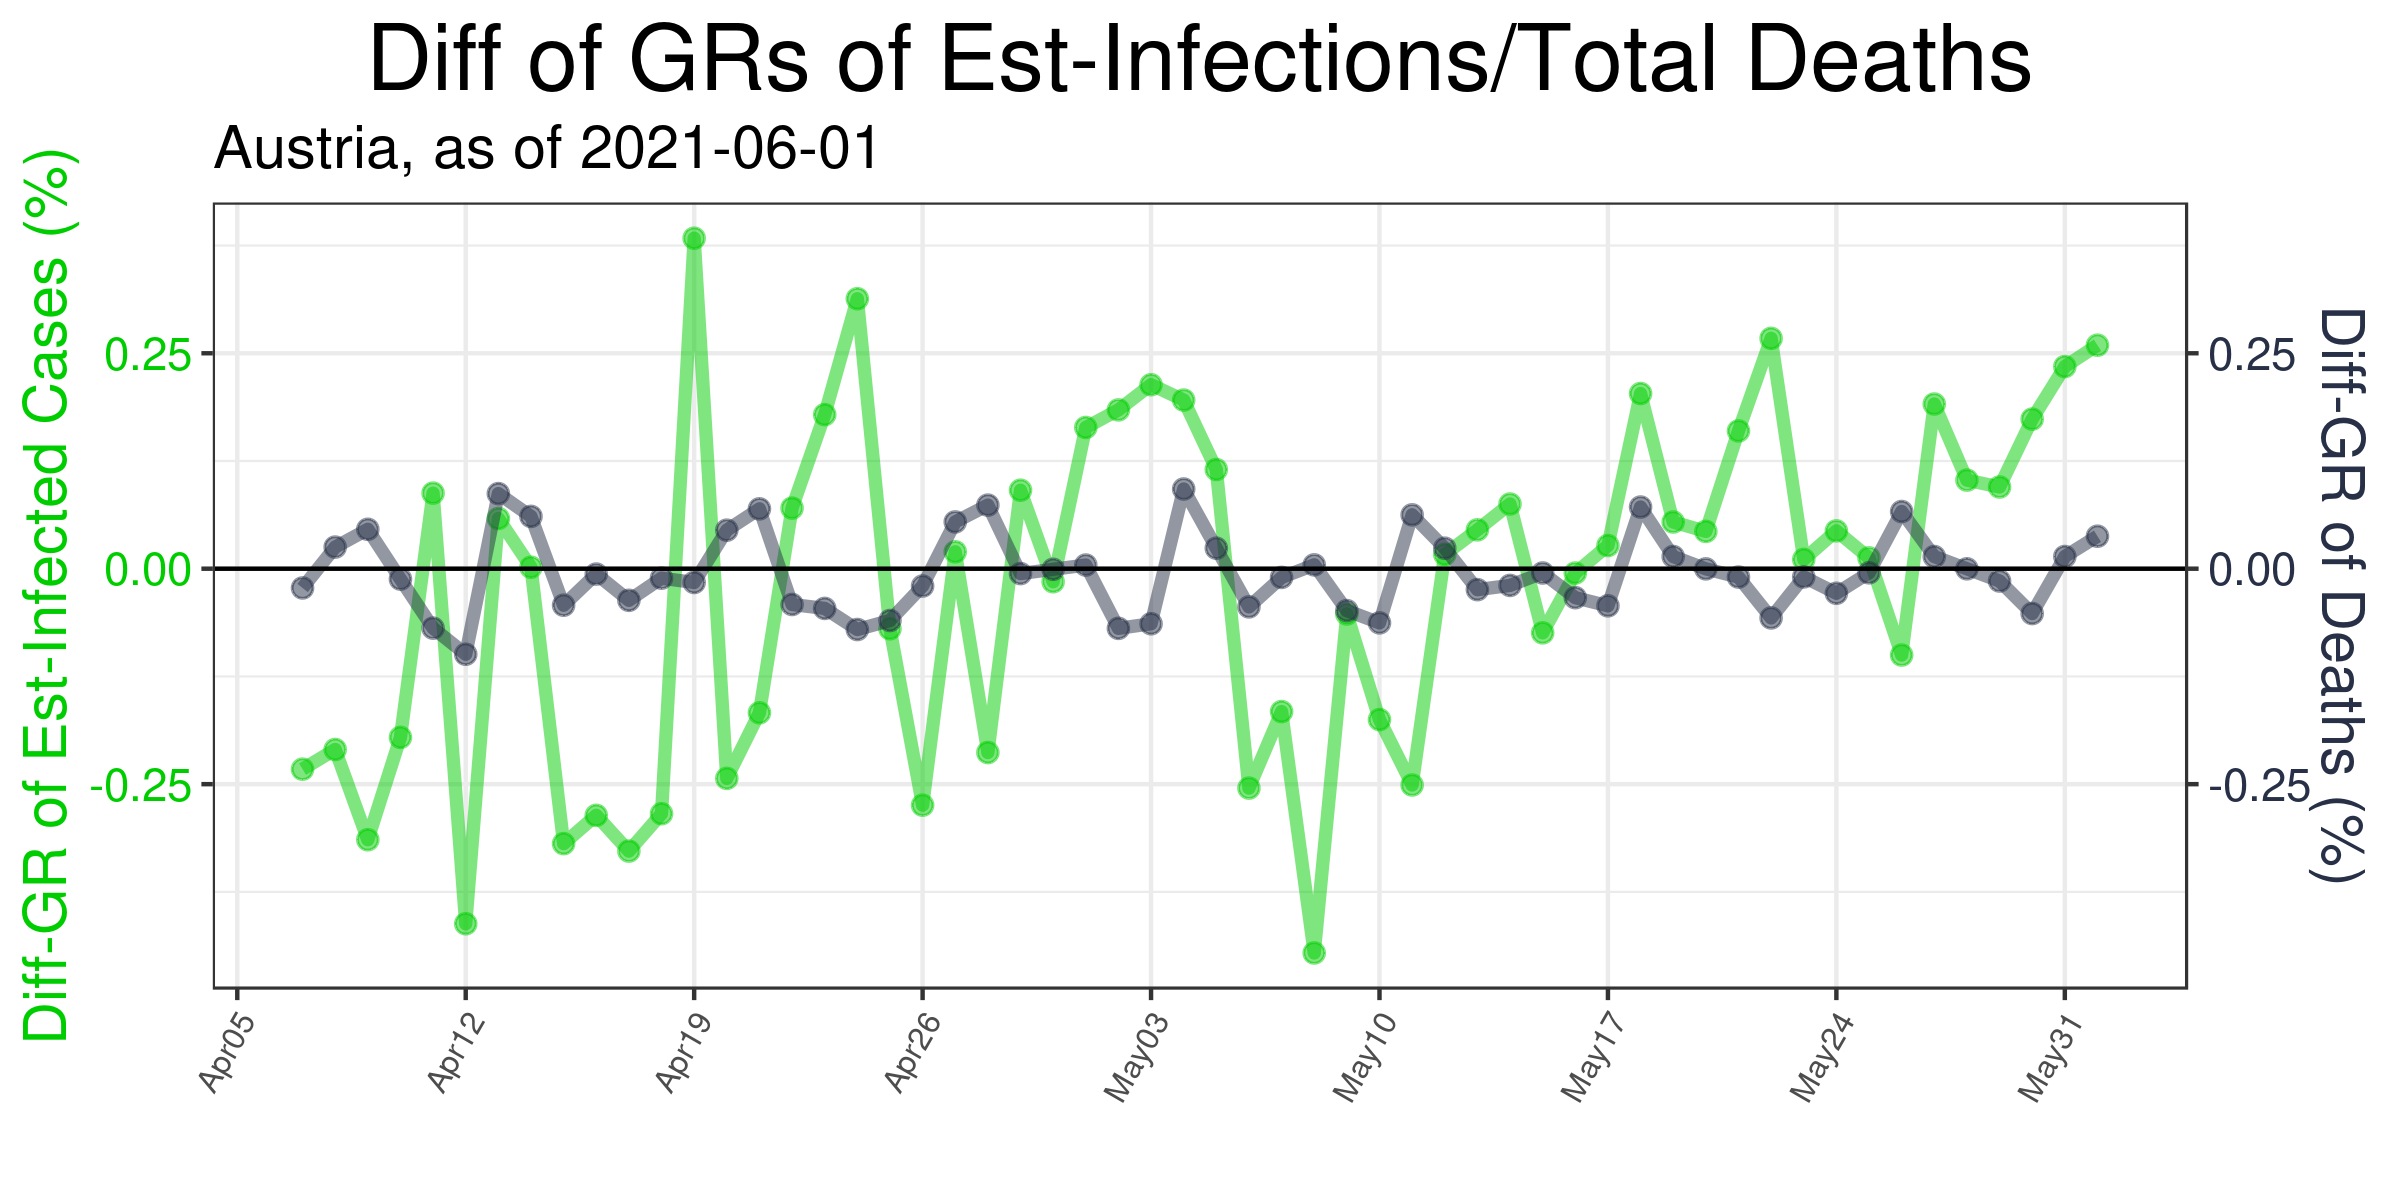 Diff of GRs of Est-Infections/Total Deaths
Austria, as of 2021-06-01
Diff-GR of Est-Infected Cases (%)
0.25
0.00
-0.25
0.25
0.00
-0.25
Diff-GR of Deaths (%)
Apr05
Apr12
Apr19
Apr26
May03
May10
May17
May24
May31